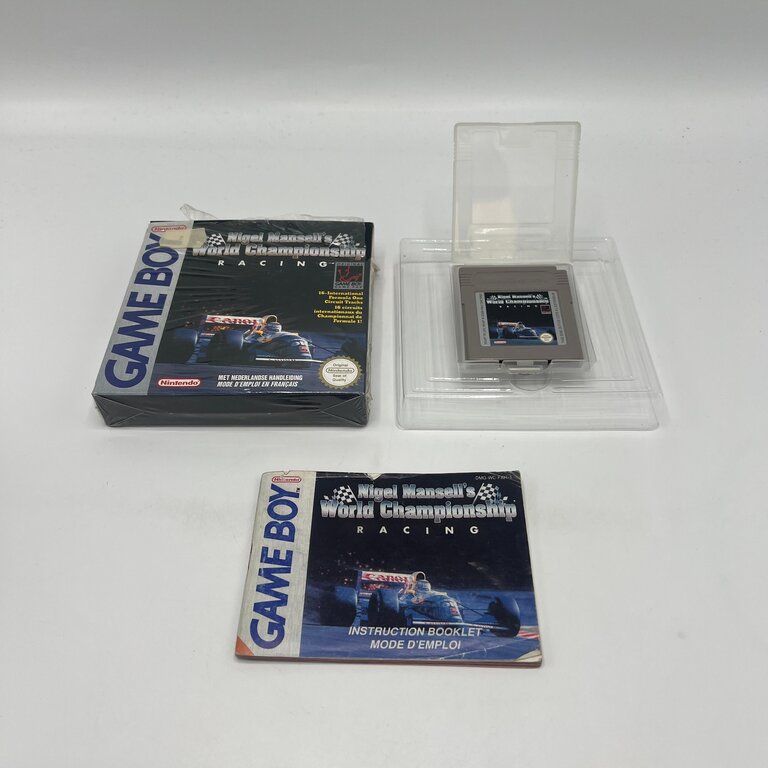 Nintendo
GAME BOY
Nigel Mansell's
World Championship
RACING
16-International
Formula One
Circuit Tracks
16 circuits
internationaux du
Championnat de
Formule 1!
Canon
MET NEDERLANDSE HANDLEIDING
MODE D'EMPLOI EN FRANÇAIS
Nintendo
Original
Nintendo
Seal of
Quality
Nigel Mansell's
World Championship
RACING
Nintendo
GAME BOY
TM
Nigel Mansell's
World Championship
RACING
Canon
INSTRUCTION BOOKLET
MODE D'EMPLOI